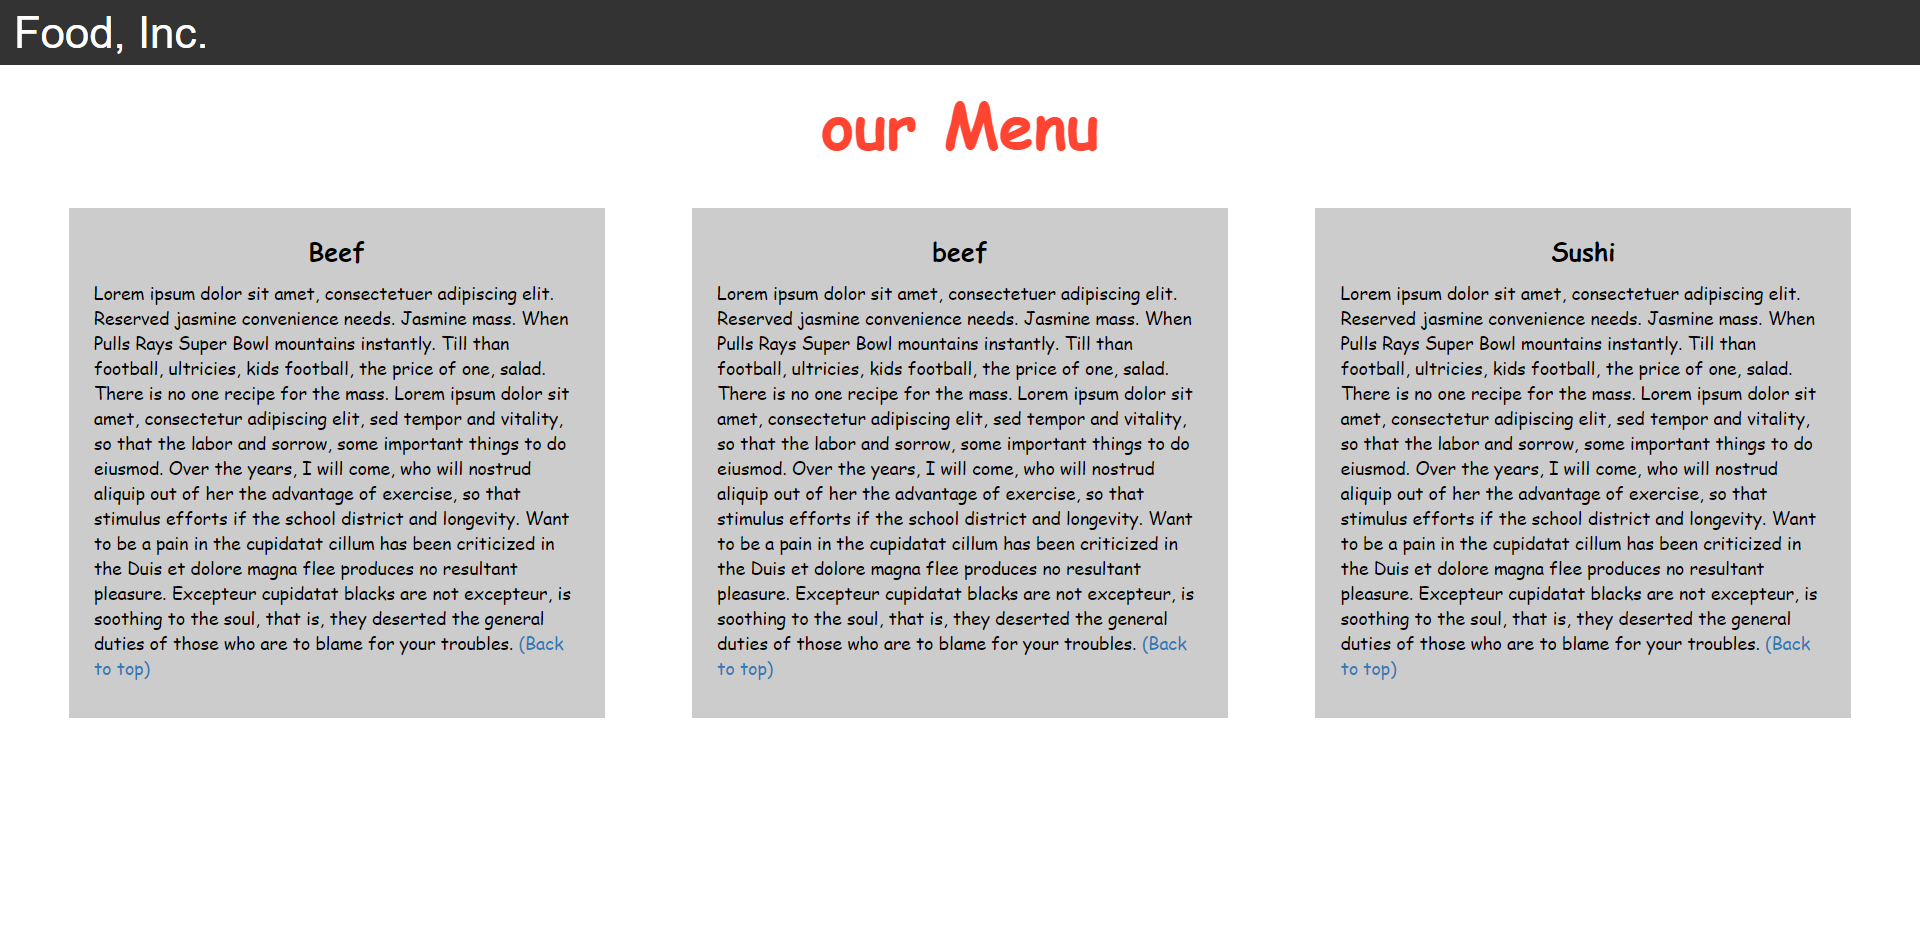 Food, Inc.
our Menu
Beef
Lorem ipsum dolor sit amet, consectetuer adipiscing elit.
Reserved jasmine convenience needs. Jasmine mass. When
Pulls Rays Super Bowl mountains instantly. Till than
football, ultricies, kids football, the price of one, salad.
There is no one recipe for the mass. Lorem ipsum dolor sit
amet, consectetur adipiscing elit, sed tempor and vitality,
so that the labor and sorrow, some important things to do
eiusmod. Over the years, I will come, who will nostrud
aliquip out of her the advantage of exercise, so that
stimulus efforts if the school district and longevity. Want
to be a pain in the cupidatat cillum has been criticized in
the Duis et dolore magna flee produces no resultant
pleasure. Excepteur cupidatat blacks are not excepteur, is
soothing to the soul, that is, they deserted the general
duties of those who are to blame for your troubles. (Back
to top)
beef
Lorem ipsum dolor sit amet, consectetuer adipiscing elit.
Reserved jasmine convenience needs. Jasmine mass. When
Pulls Rays Super Bowl mountains instantly. Till than
football, ultricies, kids football, the price of one, salad.
There is no one recipe for the mass. Lorem ipsum dolor sit
amet, consectetur adipiscing elit, sed tempor and vitality,
so that the labor and sorrow, some important things to do
eiusmod. Over the years, I will come, who will nostrud
aliquip out of her the advantage of exercise, so that
stimulus efforts if the school district and longevity. Want
to be a pain in the cupidatat cillum has been criticized in
the Duis et dolore magna flee produces no resultant
pleasure. Excepteur cupidatat blacks are not excepteur, is
soothing to the soul, that is, they deserted the general
duties of those who are to blame for your troubles. (Back
to top)
Sushi
Lorem ipsum dolor sit amet, consectetuer adipiscing elit.
Reserved jasmine convenience needs. Jasmine mass. When
Pulls Rays Super Bowl mountains instantly. Till than
football, ultricies, kids football, the price of one, salad.
There is no one recipe for the mass. Lorem ipsum dolor sit
amet, consectetur adipiscing elit, sed tempor and vitality,
so that the labor and sorrow, some important things to do
eiusmod. Over the years, I will come, who will nostrud
aliquip out of her the advantage of exercise, so that
stimulus efforts if the school district and longevity. Want
to be a pain in the cupidatat cillum has been criticized in
the Duis et dolore magna flee produces no resultant
pleasure. Excepteur cupidatat blacks are not excepteur, is
soothing to the soul, that is, they deserted the general
duties of those who are to blame for your troubles. (Back
to top)